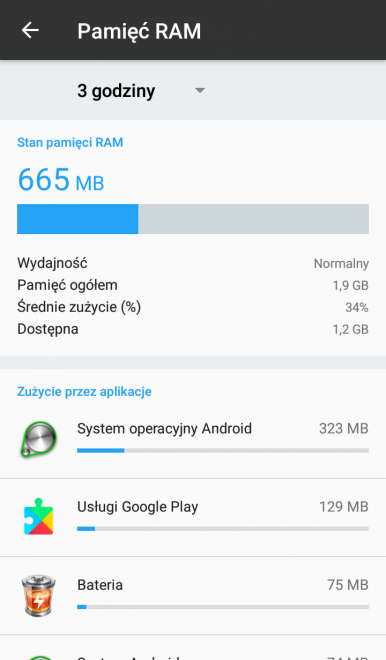 Pamięć RAM
3 godziny
Stan pamięci RAM
665 MB
Wydajność Normalny
Pamięć ogółem 1,9 GB
Średnie zużycie (%) 34%
Dostępna 1,2 GB
Zużycie przez aplikacje
System operacyjny Android 323 MB
Usługi Google Play 129 MB
Bateria 75 MB